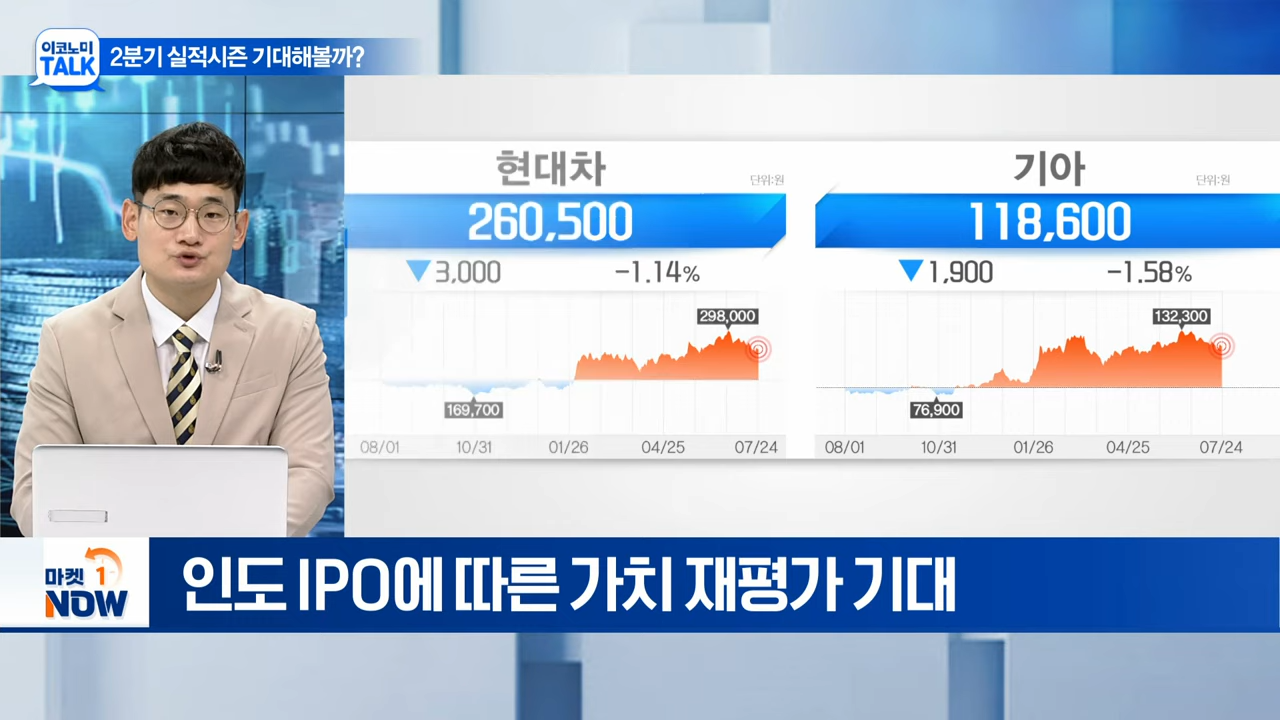 이코노미
TALK
2분기 실적시즌 기대해볼까?
현대차
단위:원
260,500
▼3,000 -1.14%
298,000
169,700
08/01 10/31 01/26 04/25 07/24
기아
단위:원
118,600
▼1,900 -1.58%
132,300
76,900
08/01 10/31 01/26 04/25 07/24
마켓 1
NOW
인도 IPO에 따른 가치 재평가 기대